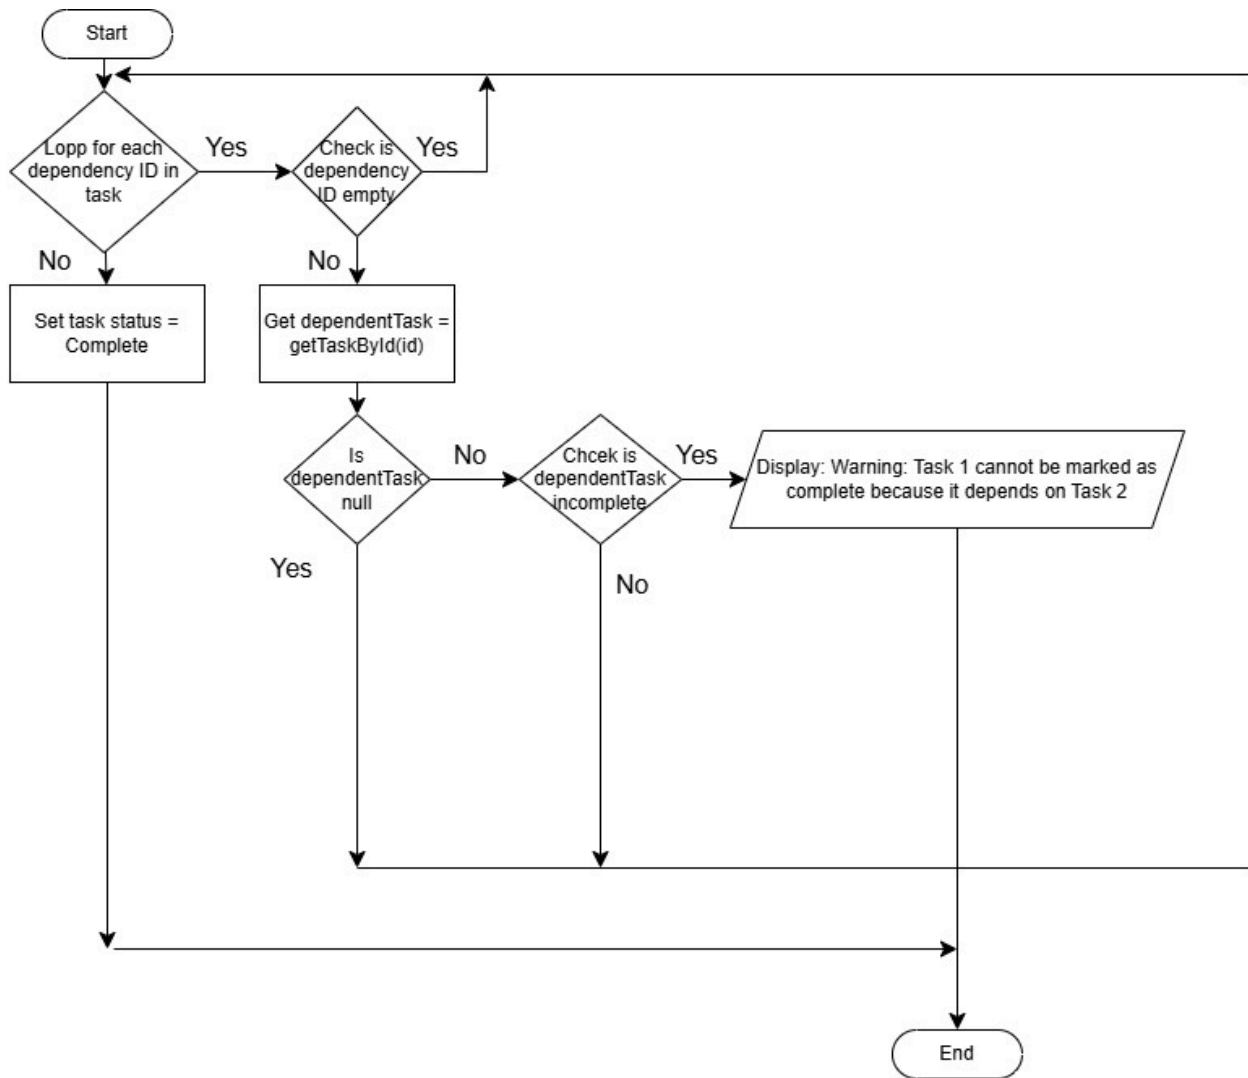 Start
Lopp for each
dependency ID in
task
Yes
Check is
dependency
ID empty
Yes
No
No
Set task status =
Complete
Get dependentTask =
getTaskById(id)
Is
dependentTask
null
No
Chcek is
dependentTask
incomplete
Yes
Display: Warning: Task 1 cannot be marked as
complete because it depends on Task 2
Yes
No
End